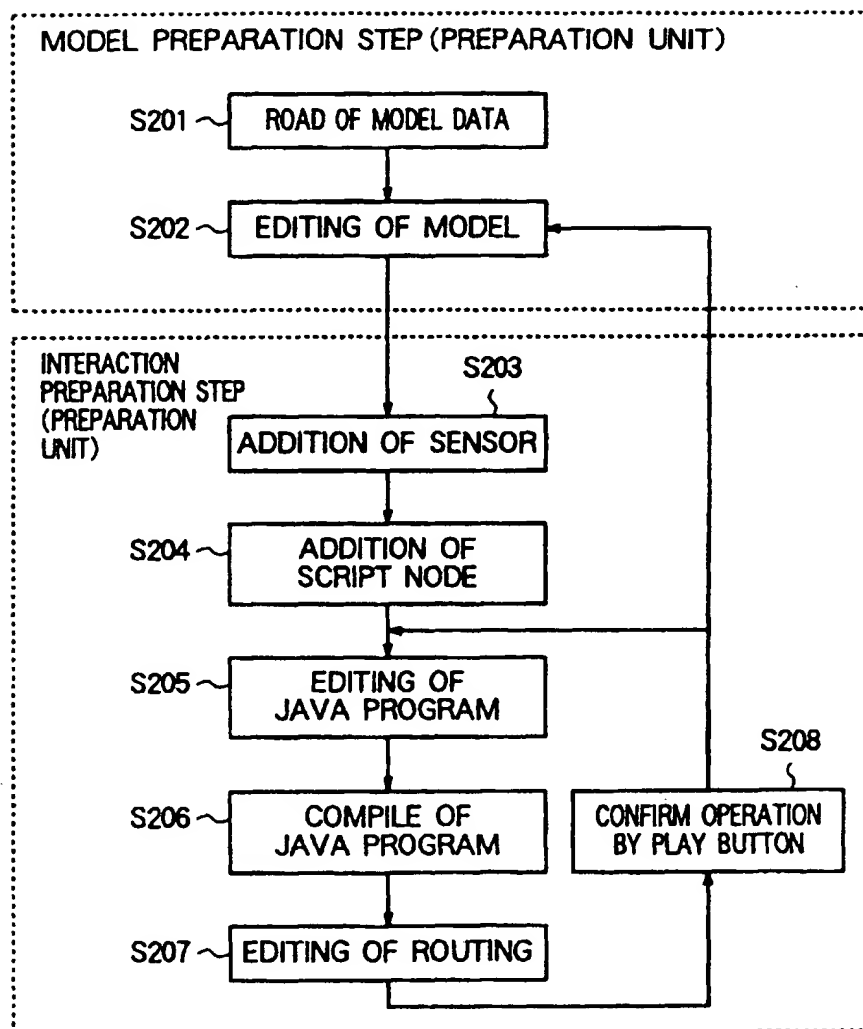 MODEL PREPARATION STEP (PREPARATION UNIT)
S201
ROAD OF MODEL DATA
S202
EDITING OF MODEL
INTERACTION
PREPARATION STEP
(PREPARATION
UNIT)
S203
ADDITION OF SENSOR
S204
ADDITION OF
SCRIPT NODE
S205
EDITING OF
JAVA PROGRAM
S206
COMPILE OF
JAVA PROGRAM
S208
CONFIRM OPERATION
BY PLAY BUTTON
S207
EDITING OF ROUTING